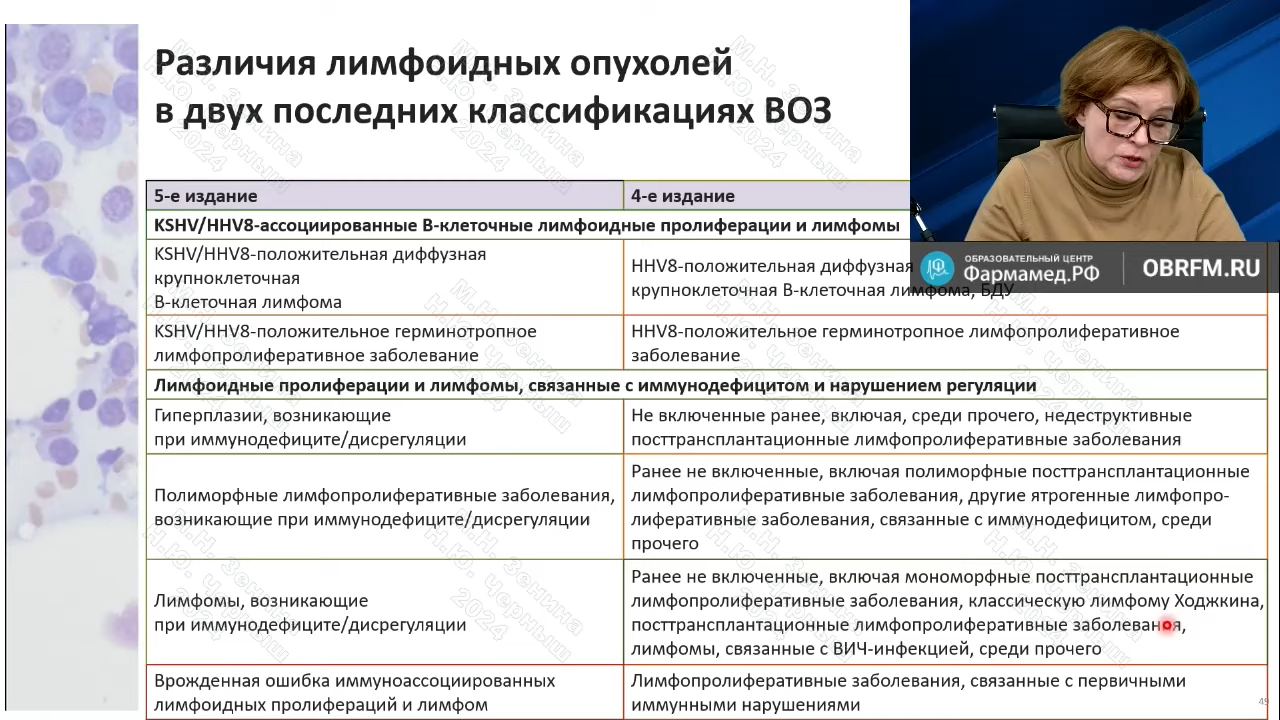 Различия лимфоидных опухолей
в двух последних классификациях ВОЗ
ОБРАЗОВАТЕЛЬНЫЙ ЦЕНТР
Фармамед.РФ
OBRFM.RU
5-е издание
4-е издание
KSHV/HHV8-ассоциированные В-клеточные лимфоидные пролиферации и лимфомы
KSHV/HHV8-положительная диффузная
крупноклеточная
В-клеточная лимфома
HHV8-положительная диффузная
крупноклеточная В-клеточная лимфома, БДУ
KSHV/HHV8-положительное герминотропное
лимфопролиферативное заболевание
HHV8-положительное герминотропное лимфопролиферативное
заболевание
Лимфоидные пролиферации и лимфомы, связанные с иммунодефицитом и нарушением регуляции
Гиперплазии, возникающие
при иммунодефиците/дисрегуляции
Не включенные ранее, включая, среди прочего, недеструктивные
посттрансплантационные лимфопролиферативные заболевания
Полиморфные лимфопролиферативные заболевания,
возникающие при иммунодефиците/дисрегуляции
Ранее не включенные, включая полиморфные посттрансплантационные
лимфопролиферативные заболевания, другие ятрогенные лимфопро-
лиферативные заболевания, связанные с иммунодефицитом, среди
прочего
Лимфомы, возникающие
при иммунодефиците/дисрегуляции
Ранее не включенные, включая мономорфные посттрансплантационные
лимфопролиферативные заболевания, классическую лимфому Ходжкина,
посттрансплантационные лимфопролиферативные заболевания,
лимфомы, связанные с ВИЧ-инфекцией, среди прочего
Врожденная ошибка иммуноассоциированных
лимфоидных пролифераций и лимфом
Лимфопролиферативные заболевания, связанные с первичными
иммунными нарушениями
М.Н. Зенина
Н.Ю. Черныш
2024